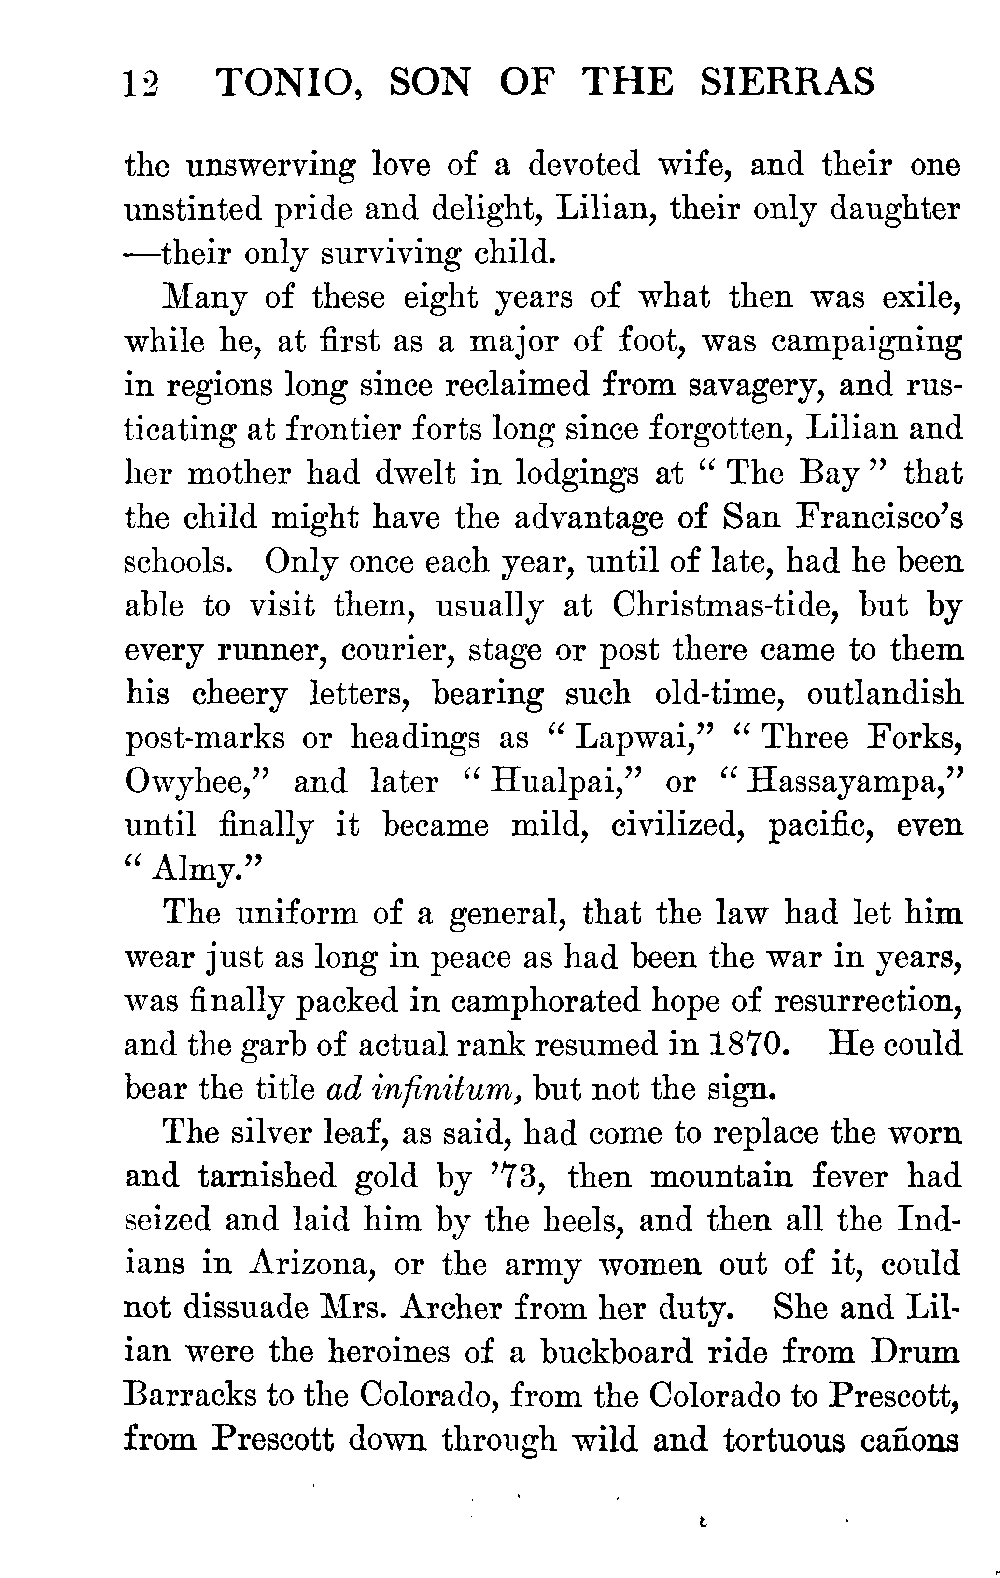 12 TONIO, SON OF THE SIERRAS
the unswerving love of a devoted wife, and their one
unstinted pride and delight, Lilian, their only daughter
—their only surviving child.
Many of these eight years of what then was exile,
while he, at first as a major of foot, was campaigning
in regions long since reclaimed from savagery, and rus-
ticating at frontier forts long since forgotten, Lilian and
her mother had dwelt in lodgings at “ The Bay ” that
the child might have the advantage of San Francisco’s
schools. Only once each year, until of late, had he been
able to visit them, usually at Christmas-tide, but by
every runner, courier, stage or post there came to them
his cheery letters, bearing such old-time, outlandish
post-marks or headings as “ Lapwai,” “ Three Forks,
Owyhee,” and later “ Hualpai,” or “ Hassayampa,”
until finally it became mild, civilized, pacific, even
“ Almy.”
The uniform of a general, that the law had let him
wear just as long in peace as had been the war in years,
was finally packed in camphorated hope of resurrection,
and the garb of actual rank resumed in 1870. He could
bear the title ad infinitum, but not the sign.
The silver leaf, as said, had come to replace the worn
and tarnished gold by ’73, then mountain fever had
seized and laid him by the heels, and then all the Ind-
ians in Arizona, or the army women out of it, could
not dissuade Mrs. Archer from her duty. She and Lil-
ian were the heroines of a buckboard ride from Drum
Barracks to the Colorado, from the Colorado to Prescott,
from Prescott down through wild and tortuous cañons